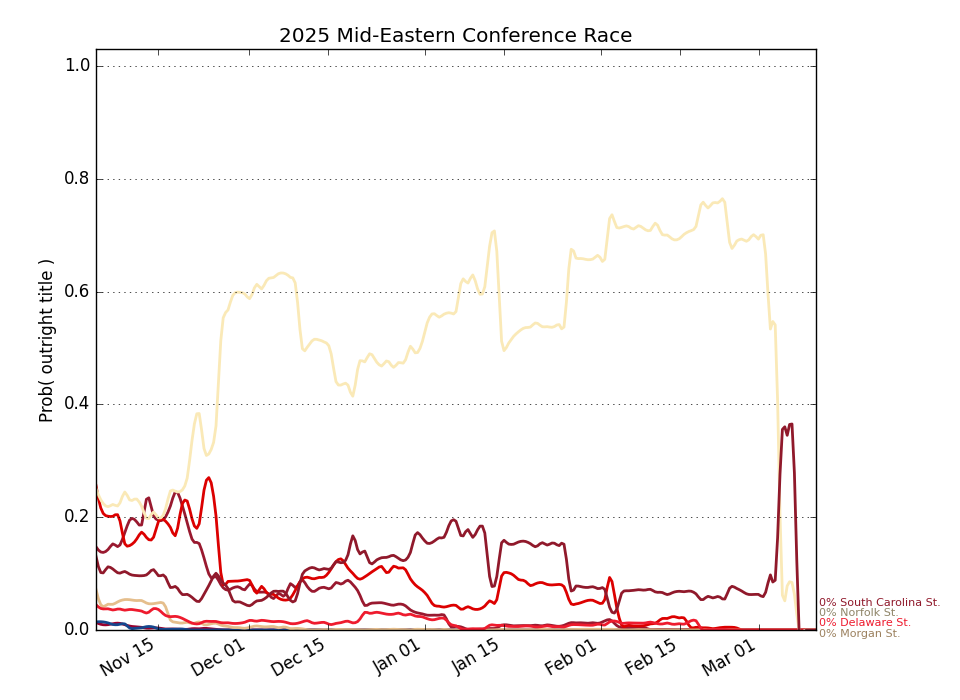 2025 Mid-Eastern Conference Race
Prob( outright title )
1.0
0.8
0.6
0.4
0.2
0.0
Nov 15
Dec 01
Dec 15
Jan 01
Jan 15
Feb 01
Feb 15
Mar 01
0% South Carolina St.
0% Norfolk St.
0% Delaware St.
0% Morgan St.